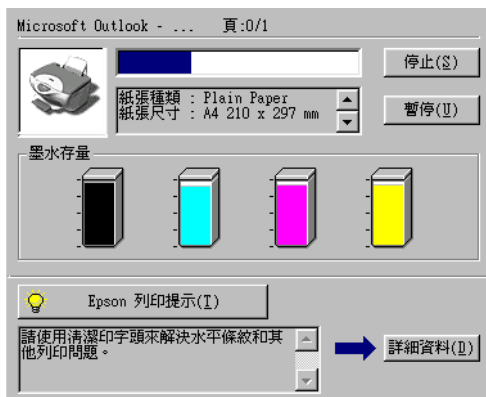 Microsoft Outlook - ... 頁:0/1
停止(S)
紙張種類 : Plain Paper
紙張尺寸 : A4 210 x 297 mm
暫停(U)
墨水存量
Epson 列印提示(T)
請使用清潔印字頭來解決水平條紋和其
他列印問題。
詳細資料(D)